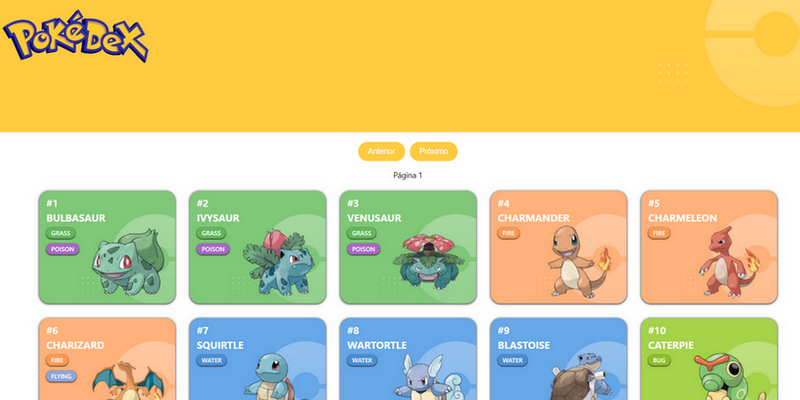 PoKéDeX
Anterior
Próximo
Página 1
#1
BULBASAUR
GRASS
POISON
#2
IVYSAUR
GRASS
POISON
#3
VENUSAUR
GRASS
POISON
#4
CHARMANDER
FIRE
#5
CHARMELEON
FIRE
#6
CHARIZARD
FIRE
FLYING
#7
SQUIRTLE
WATER
#8
WARTORTLE
WATER
#9
BLASTOISE
WATER
#10
CATERPIE
BUG